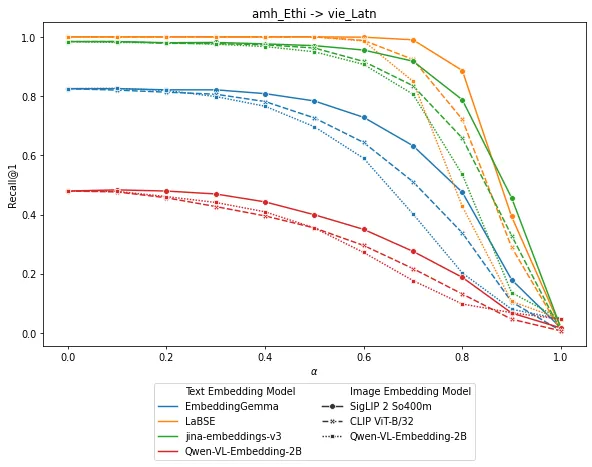 amh_Ethi -> vie_Latn
Recall@1
1.0
0.8
0.6
0.4
0.2
0.0
0.0 0.2 0.4 0.6 0.8 1.0
α
Text Embedding Model
EmbeddingGemma
LaBSE
jina-embeddings-v3
Qwen-VL-Embedding-2B
Image Embedding Model
SigLIP 2 So400m
CLIP ViT-B/32
Qwen-VL-Embedding-2B